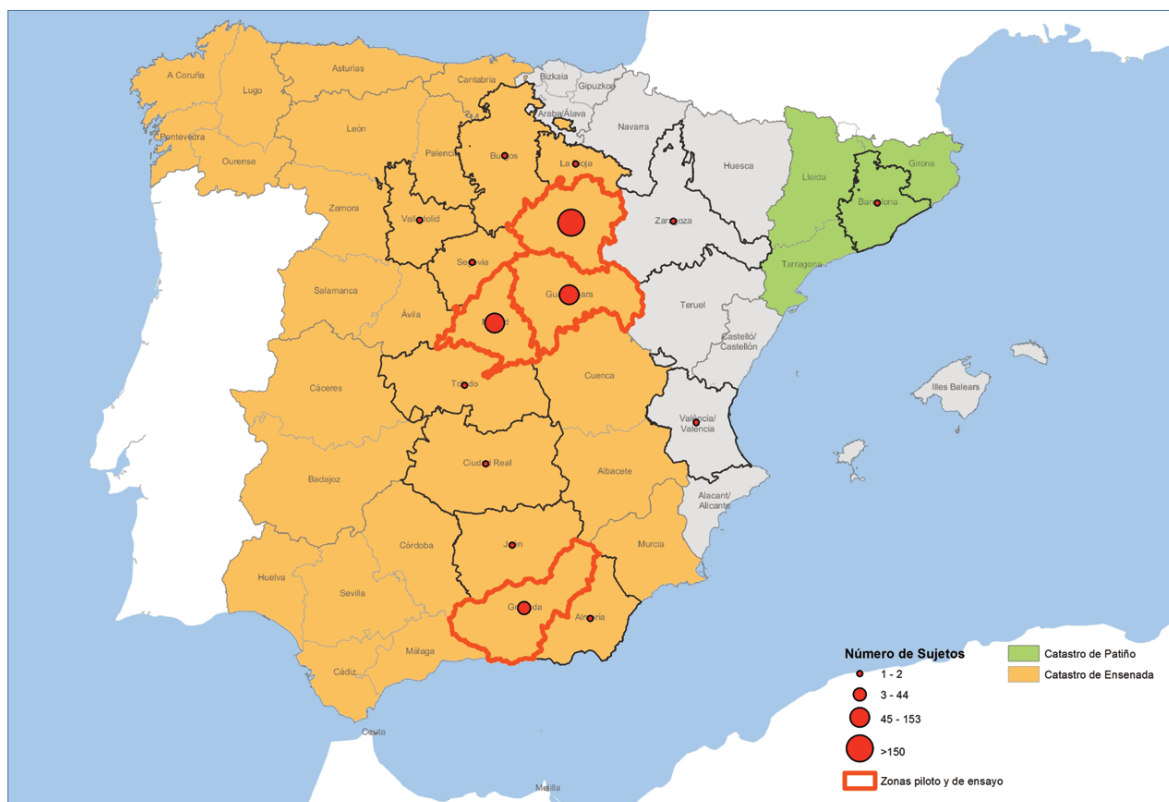 A Coruña
Lugo
Asturias
Cantabria
Bizkaia
Gipuzkoa
Araba/Álava
Navarra
Pontevedra
Ourense
León
Palencia
Burgos
La Rioja
Huesca
Lleida
Girona
Barcelona
Tarragona
Zamora
Valladolid
Zaragoza
Segovia
Salamanca
Ávila
Guadalajara
Teruel
Castelló/
Castellón
Cáceres
Toledo
Cuenca
València/
Valencia
Illes Balears
Badajoz
Ciudad Real
Albacete
Alacant/
Alicante
Córdoba
Jaén
Murcia
Huelva
Sevilla
Granada
Almería
Málaga
Cádiz
Ceuta
Melilla
Número de Sujetos
1 - 2
3 - 44
45 - 153
>150
Zonas piloto y de ensayo
Catastro de Patiño
Catastro de Ensenada